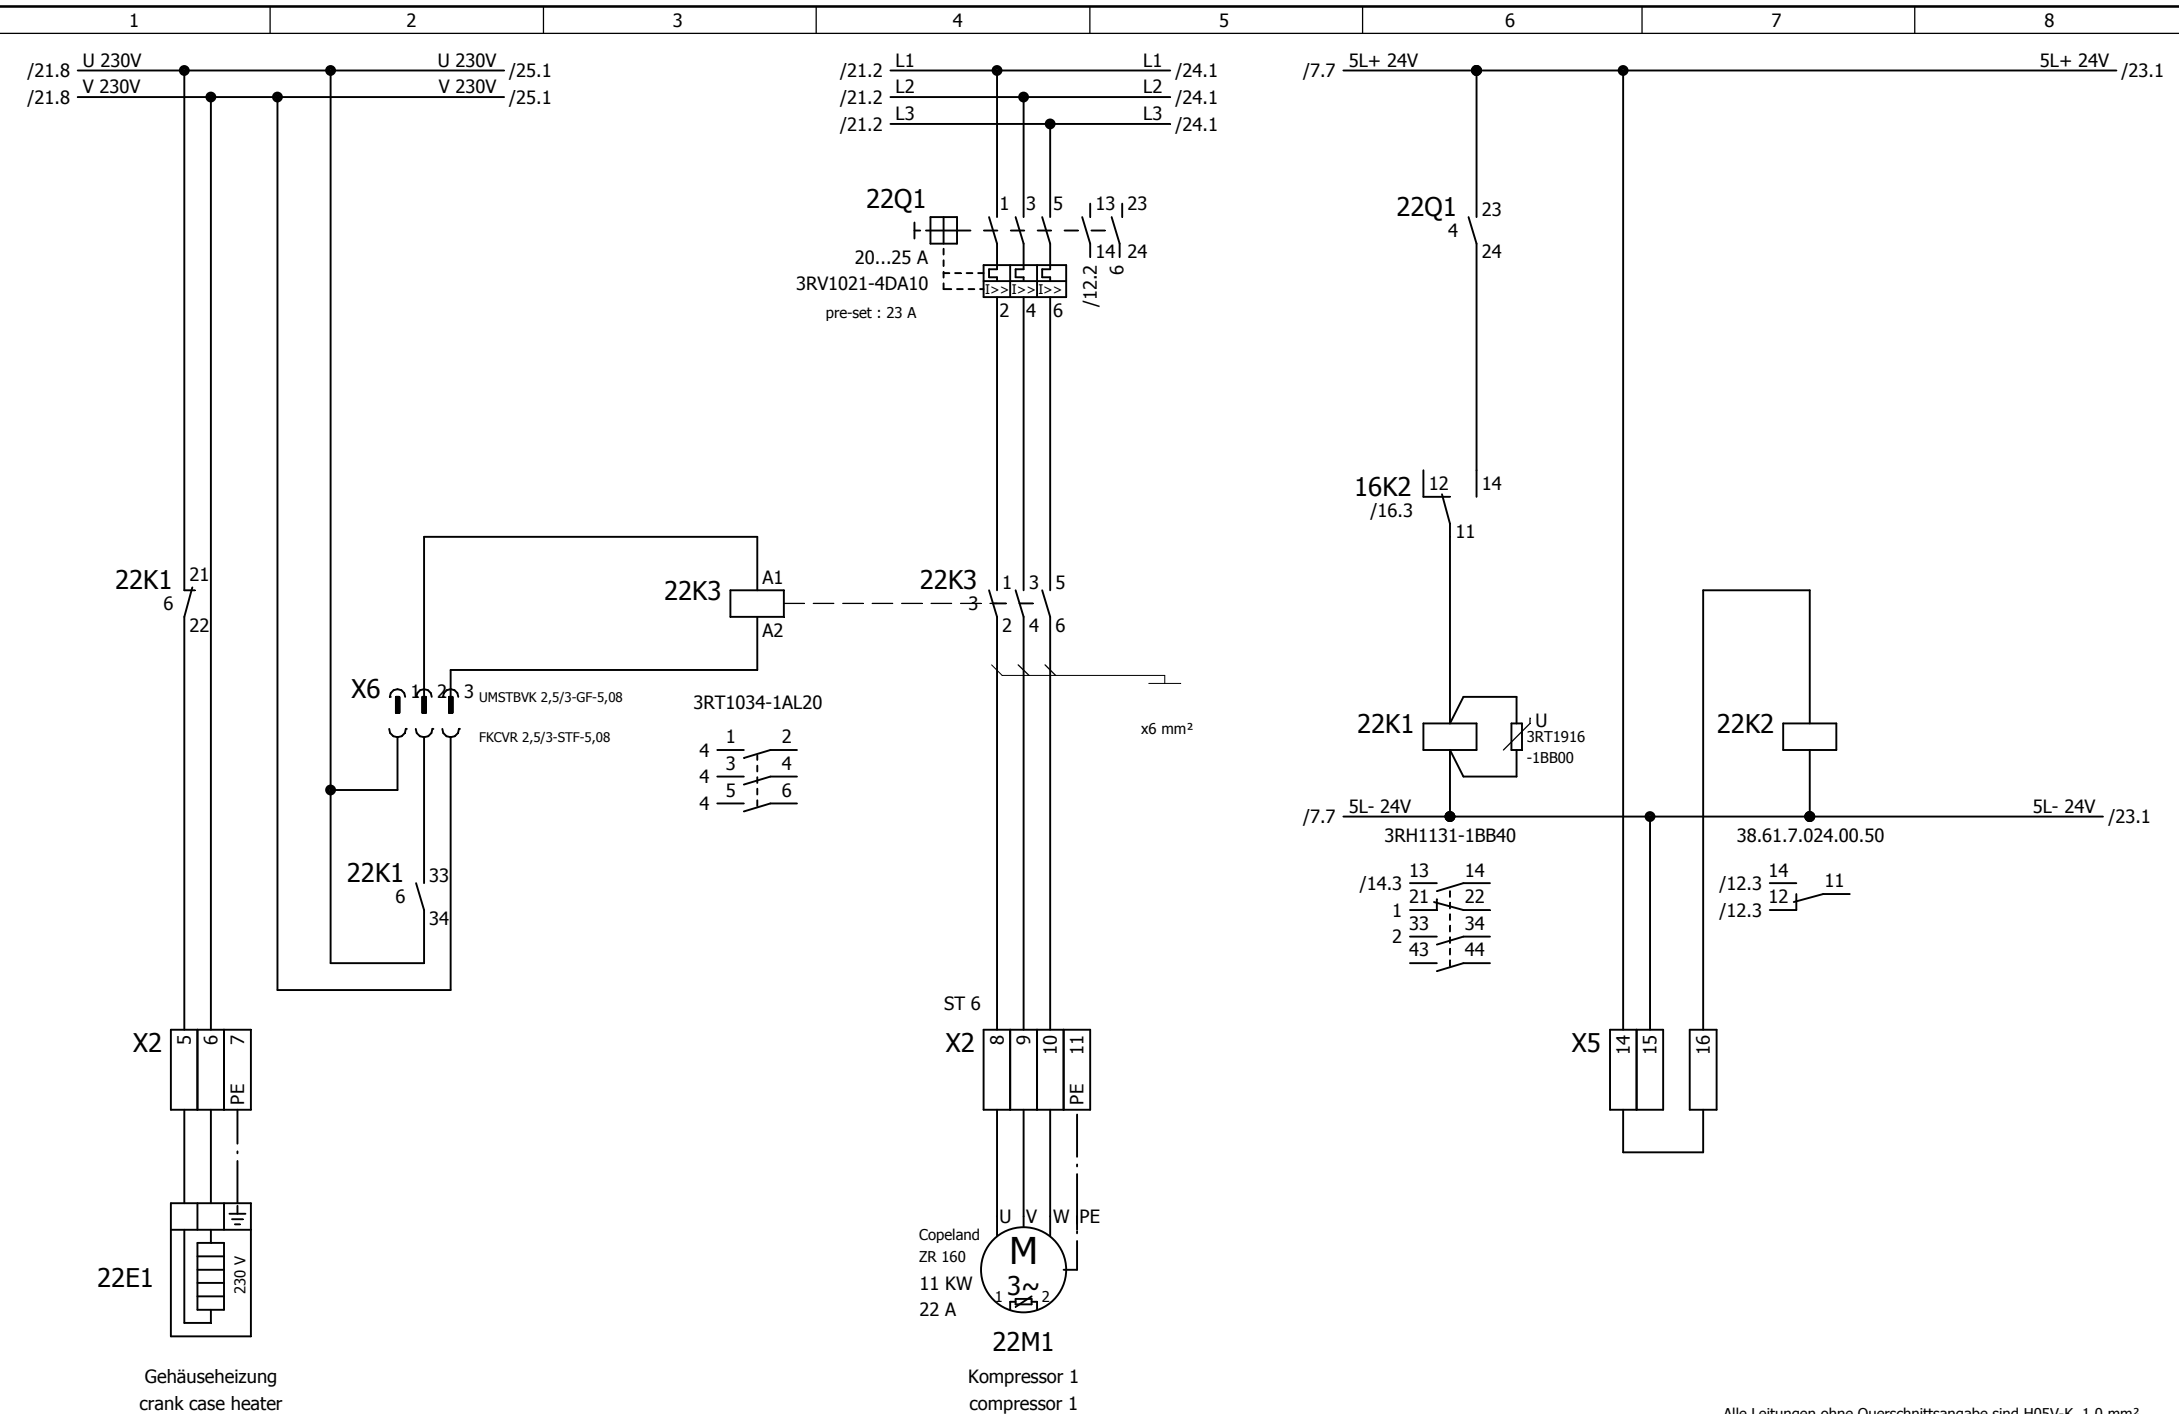 1 2 3 4 5 6 7 8
/21.8 U 230V U 230V /25.1
/21.8 V 230V V 230V /25.1
/21.2 L1 L1 /24.1
/21.2 L2 L2 /24.1
/21.2 L3 L3 /24.1
/7.7 5L+ 24V 5L+ 24V /23.1
22Q1 1 3 5 13 23
14 24
20...25 A
/12.2 6
3RV1021-4DA10 I>> I>> I>>
2 4 6
pre-set : 23 A
22Q1 23
4
24
16K2 12 14
/16.3
11
22K1 21
6
22
22K3 A1
A2
22K3 1 3 5
3
2 4 6
X6 1 2 3 UMSTBVK 2,5/3-GF-5,08
FKCVR 2,5/3-STF-5,08
3RT1034-1AL20
4 1 2
4 3 4
4 5 6
x6 mm²
22K1 U
3RT1916
-1BB00
22K2
/7.7 5L- 24V 5L- 24V /23.1
3RH1131-1BB40
/14.3 13 14
1 21 22
2 33 34
43 44
38.61.7.024.00.50
/12.3 14 11
/12.3 12
22K1 33
6
34
ST 6
X2 5 6 7
PE
X2 8 9 10 11
PE
X5 14 15 16
22E1 230 V
Gehäuseheizung
crank case heater
U V W PE
Copeland
ZR 160
11 KW
22 A
M
3~
1 2
22M1
Kompressor 1
compressor 1
Alle Leitungen ohne Querschnittsangabe sind H05V-K 1,0 mm²